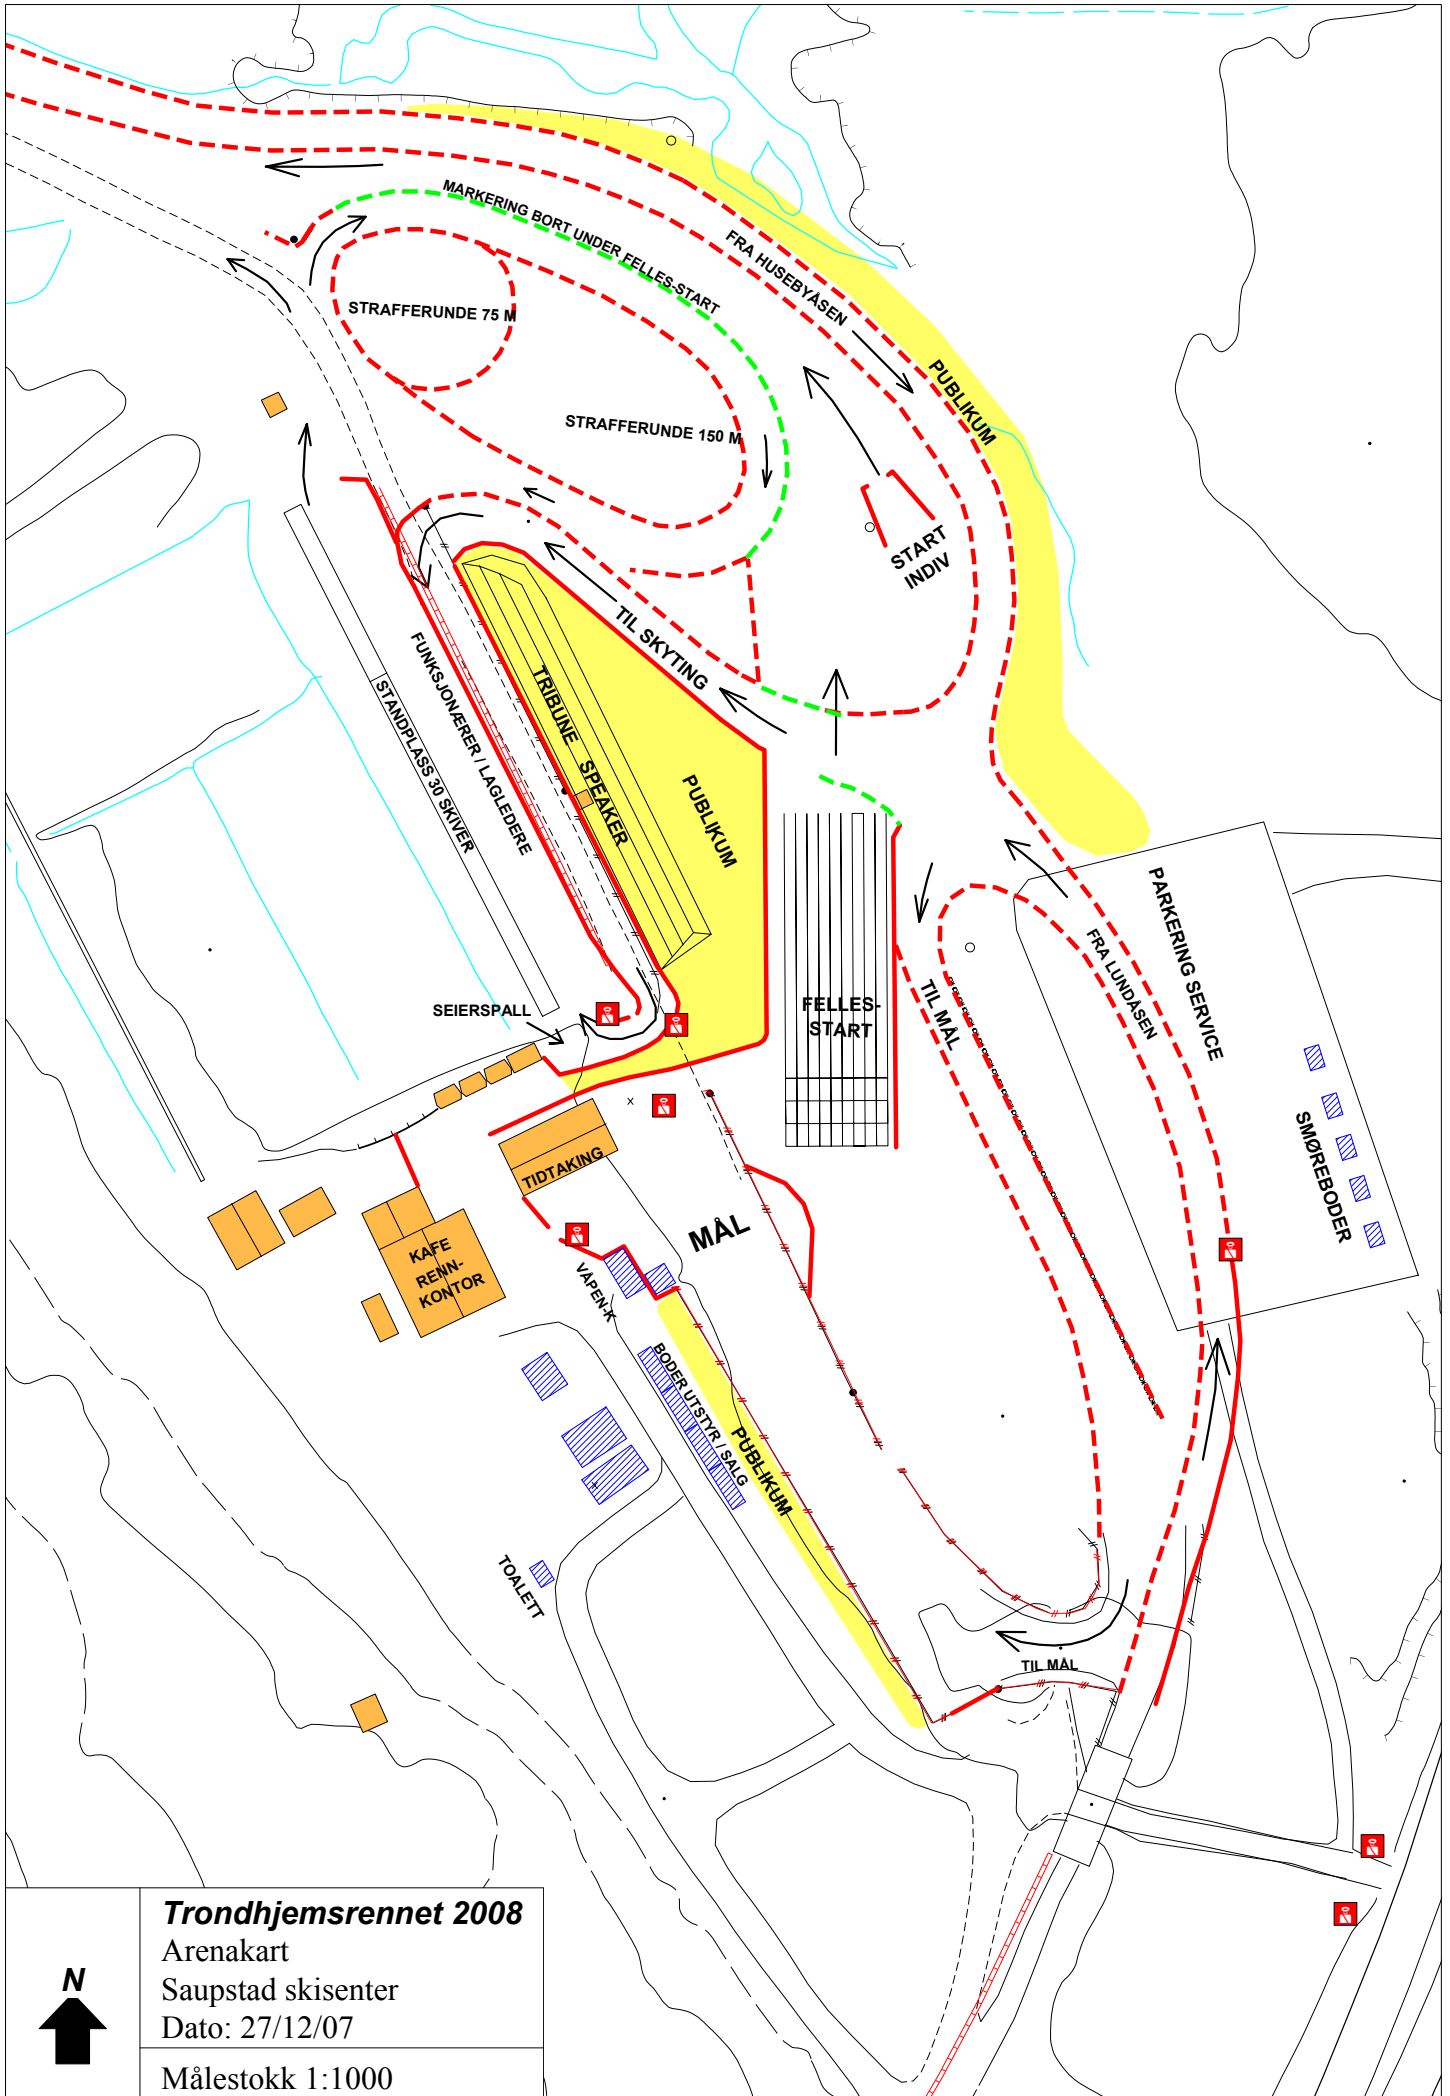 MARKERING BORT UNDER FELLES-START
FRA HUSEBYÅSEN
STRAFFERUNDE 75 M
PUBLIKUM
STRAFFERUNDE 150 M
START
INDIV
TIL SKYTING
FUNKSJONÆRER / LAGLEDERE
STANDPLASS 30 SKIVER
TRIBUNE SPEAKER
PUBLIKUM
PARKERING SERVICE
FRA LUNDÅSEN
TIL MÅL
FELLES-
START
SEIERSPALL
SMØREBODER
TIDTAKING
MÅL
KAFE
RENN-
KONTOR
VÅPEN-K
BODER UTSTYR / SALG
PUBLIKUM
TOALETT
TIL MÅL
Trondhjemsrennet 2008
Arenakart
Saupstad skisenter
Dato: 27/12/07
N
Målestokk 1:1000